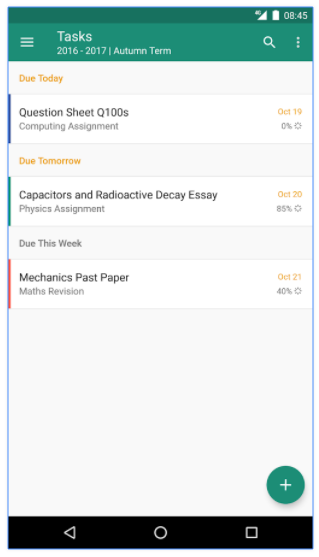 4G 08:45
Tasks
2016 - 2017 | Autumn Term
Due Today
Question Sheet Q100s
Oct 19
Computing Assignment
0%
Due Tomorrow
Capacitors and Radioactive Decay Essay
Oct 20
Physics Assignment
85%
Due This Week
Mechanics Past Paper
Oct 21
Maths Revision
40%